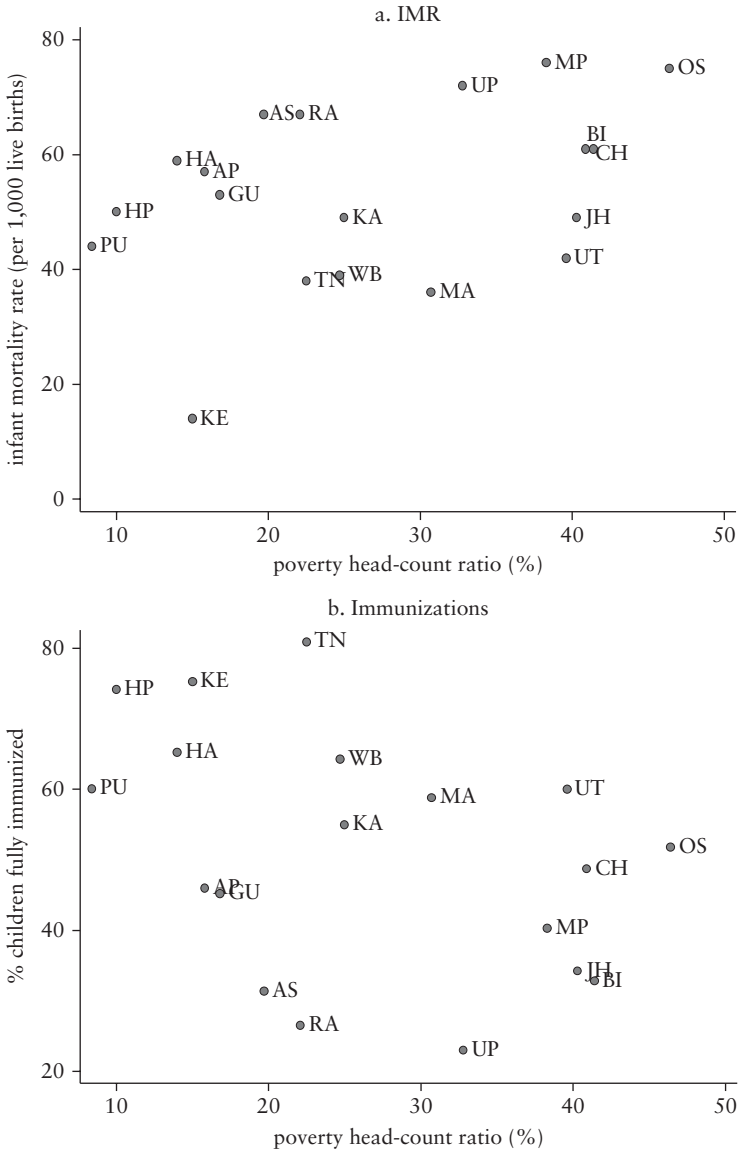 a. IMR
infant mortality rate (per 1,000 live births)
80
60
40
20
0
MP
OS
UP
AS
RA
BI
CH
HA
AP
GU
HP
KA
JH
PU
UT
TN
WB
MA
KE
10
20
30
40
50
poverty head-count ratio (%)
b. Immunizations
% children fully immunized
80
60
40
20
TN
KE
HP
HA
WB
PU
MA
UT
KA
OS
CH
AP
GU
MP
JH
BI
AS
RA
UP
10
20
30
40
50
poverty head-count ratio (%)